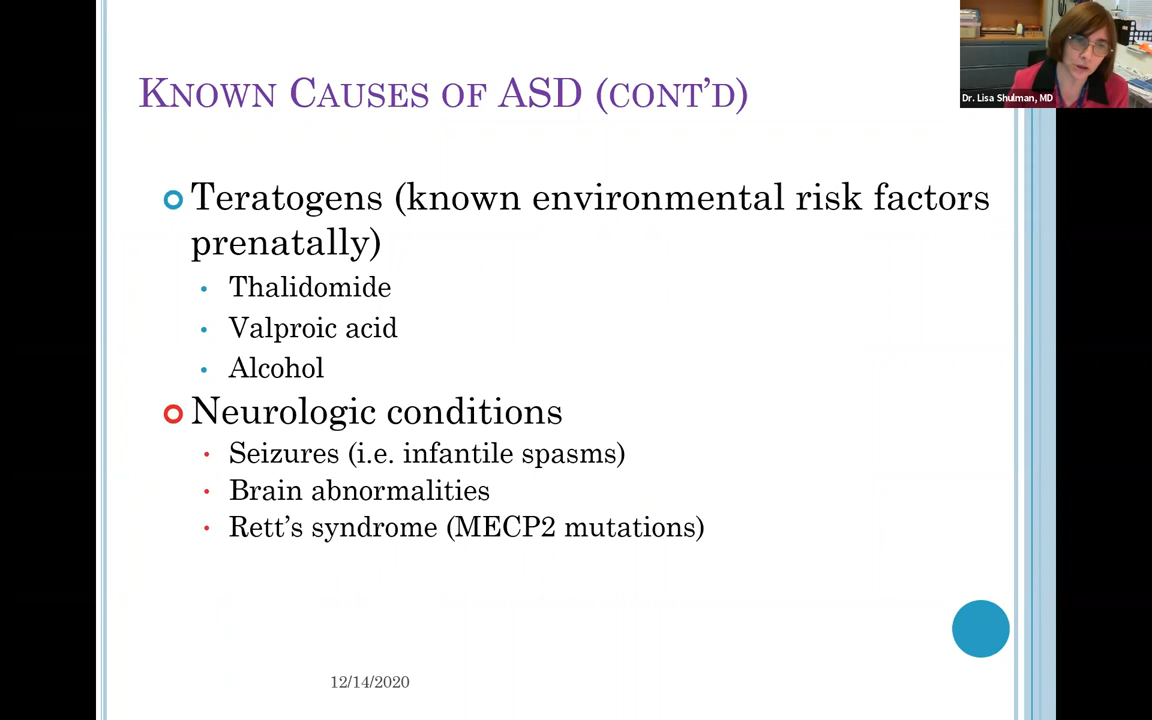 KNOWN CAUSES OF ASD (CONT'D)
Dr. Lisa Shulman, MD
Teratogens (known environmental risk factors
prenatally)
Thalidomide
Valproic acid
Alcohol
Neurologic conditions
Seizures (i.e. infantile spasms)
Brain abnormalities
Rett's syndrome (MECP2 mutations)
12/14/2020